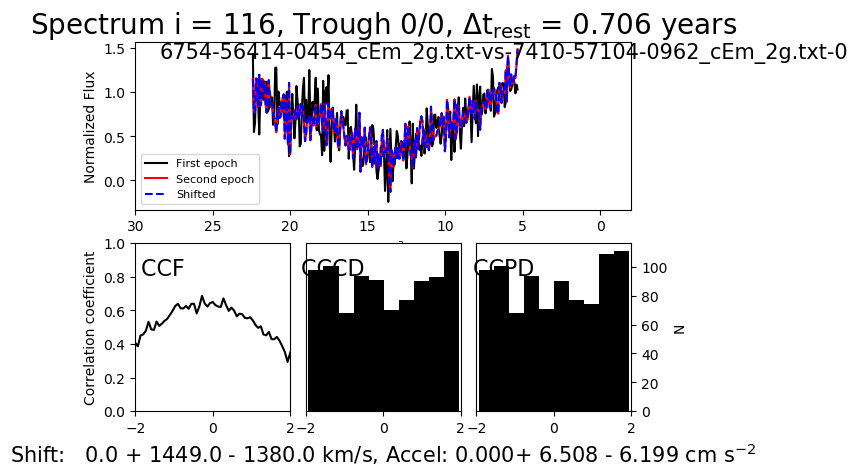 Spectrum i = 116, Trough 0/0, Δt_rest = 0.706 years
6754-56414-0454_cEm_2g.txt-vs-7410-57104-0962_cEm_2g.txt-0
Normalized Flux
1.5
1.0
0.5
0.0
First epoch
Second epoch
Shifted
30 25 20 15 10 5 0
Correlation coefficient
1.0
0.8
0.6
0.4
0.2
0.0
CCF
CCCD
CCPD
100
80
60
40
20
0
N
−2 0 2
−2 0 2
−2 0 2
Shift: 0.0 + 1449.0 - 1380.0 km/s, Accel: 0.000+ 6.508 - 6.199 cm s⁻²